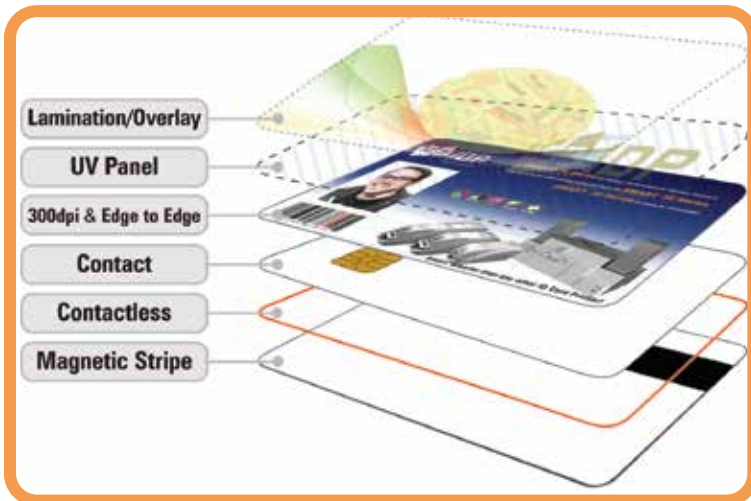 Lamination/Overlay
UV Panel
300dpi & Edge to Edge
Contact
Contactless
Magnetic Stripe